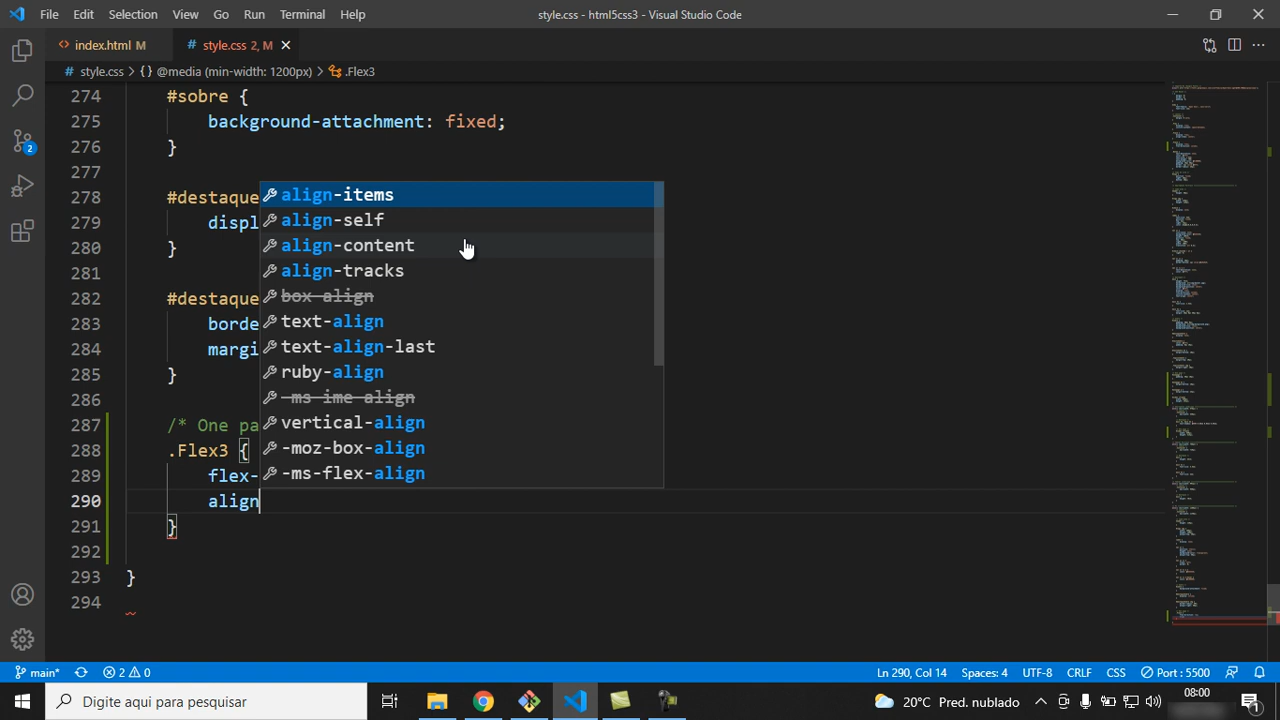 File Edit Selection View Go Run Terminal Help style.css - html5css3 - Visual Studio Code
index.html M # style.css 2, M
# style.css > {} @media (min-width: 1200px) > .Flex3
274 #sobre {
275 background-attachment: fixed;
276 }
277
278 #destaque
279 displ
280 }
281
282 #destaque
283 borde
284 margi
285 }
286
287 /* One pa
288 .Flex3 {
289 flex-
290 align
291 }
292
293 }
294
align-items
align-self
align-content
align-tracks
box-align
text-align
text-align-last
ruby-align
-ms-ime-align
vertical-align
-moz-box-align
-ms-flex-align
2
main* 2 0 Ln 290, Col 14 Spaces: 4 UTF-8 CRLF CSS Port : 5500
Digite aqui para pesquisar 20°C Pred. nublado 08:00
1